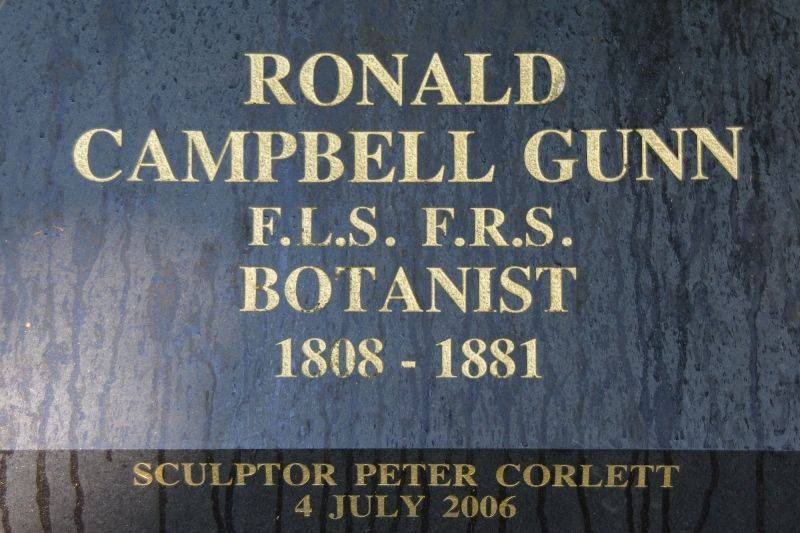 RONALD
CAMPBELL GUNN
F.L.S. F.R.S.
BOTANIST
1808 - 1881
SCULPTOR PETER CORLETT
4 JULY 2006